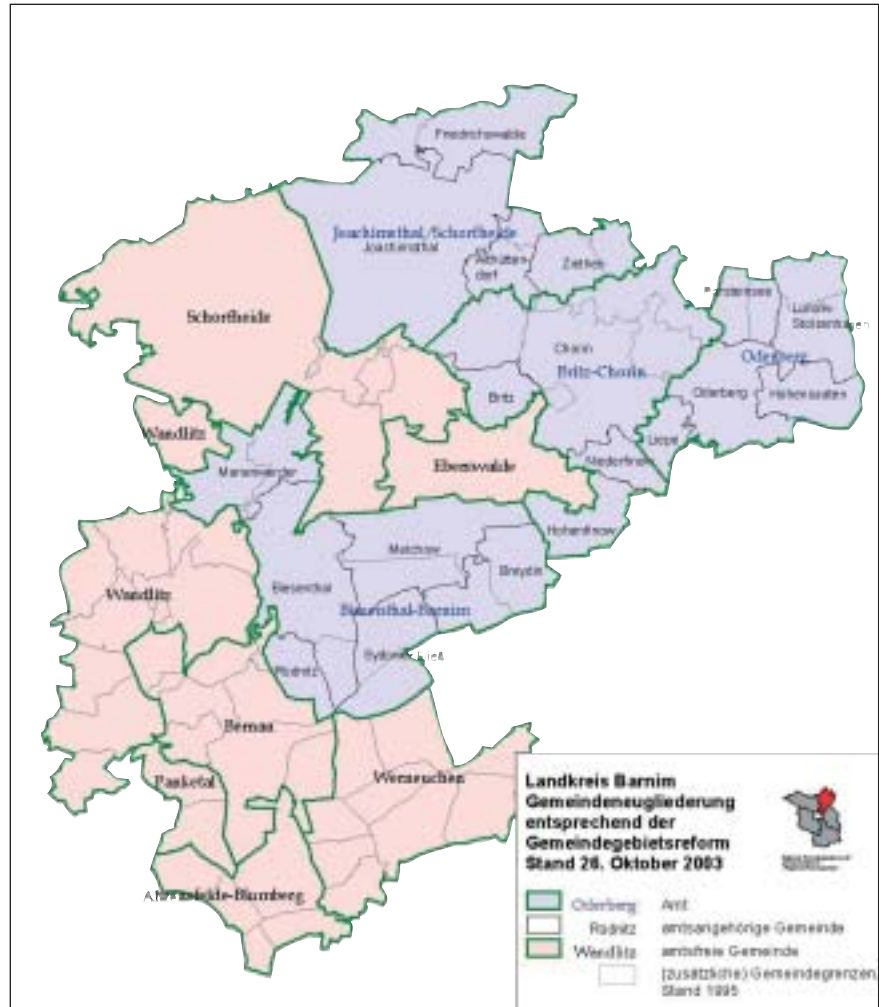 Friedrichswalde
Joachimsthal/Schorfheide
Joachimsthal
Althütten-
dorf
Ziethen
Parsteinsee
Lunow-
Stolzenhagen
Schorfheide
Chorin
Britz-Chorin
Oderberg
Oderberg
Hohensaaten
Britz
Wandlitz
Liepe
Niederfinow
Eberswalde
Marienwerder
Hohenfinow
Melchow
Breydin
Wandlitz
Biesenthal
Biesenthal-Barnim
Sydower Fließ
Rüdnitz
Bernau
Panketal
Werneuchen
Ahrensfelde-Blumberg
Landkreis Barnim
Gemeindeneugliederung
entsprechend der
Gemeindegebietsreform
Stand 26. Oktober 2003
Oderberg Amt
Rüdnitz amtsangehörige Gemeinde
Wandlitz amtsfreie Gemeinde
(zusätzliche) Gemeindegrenzen,
Stand 1995